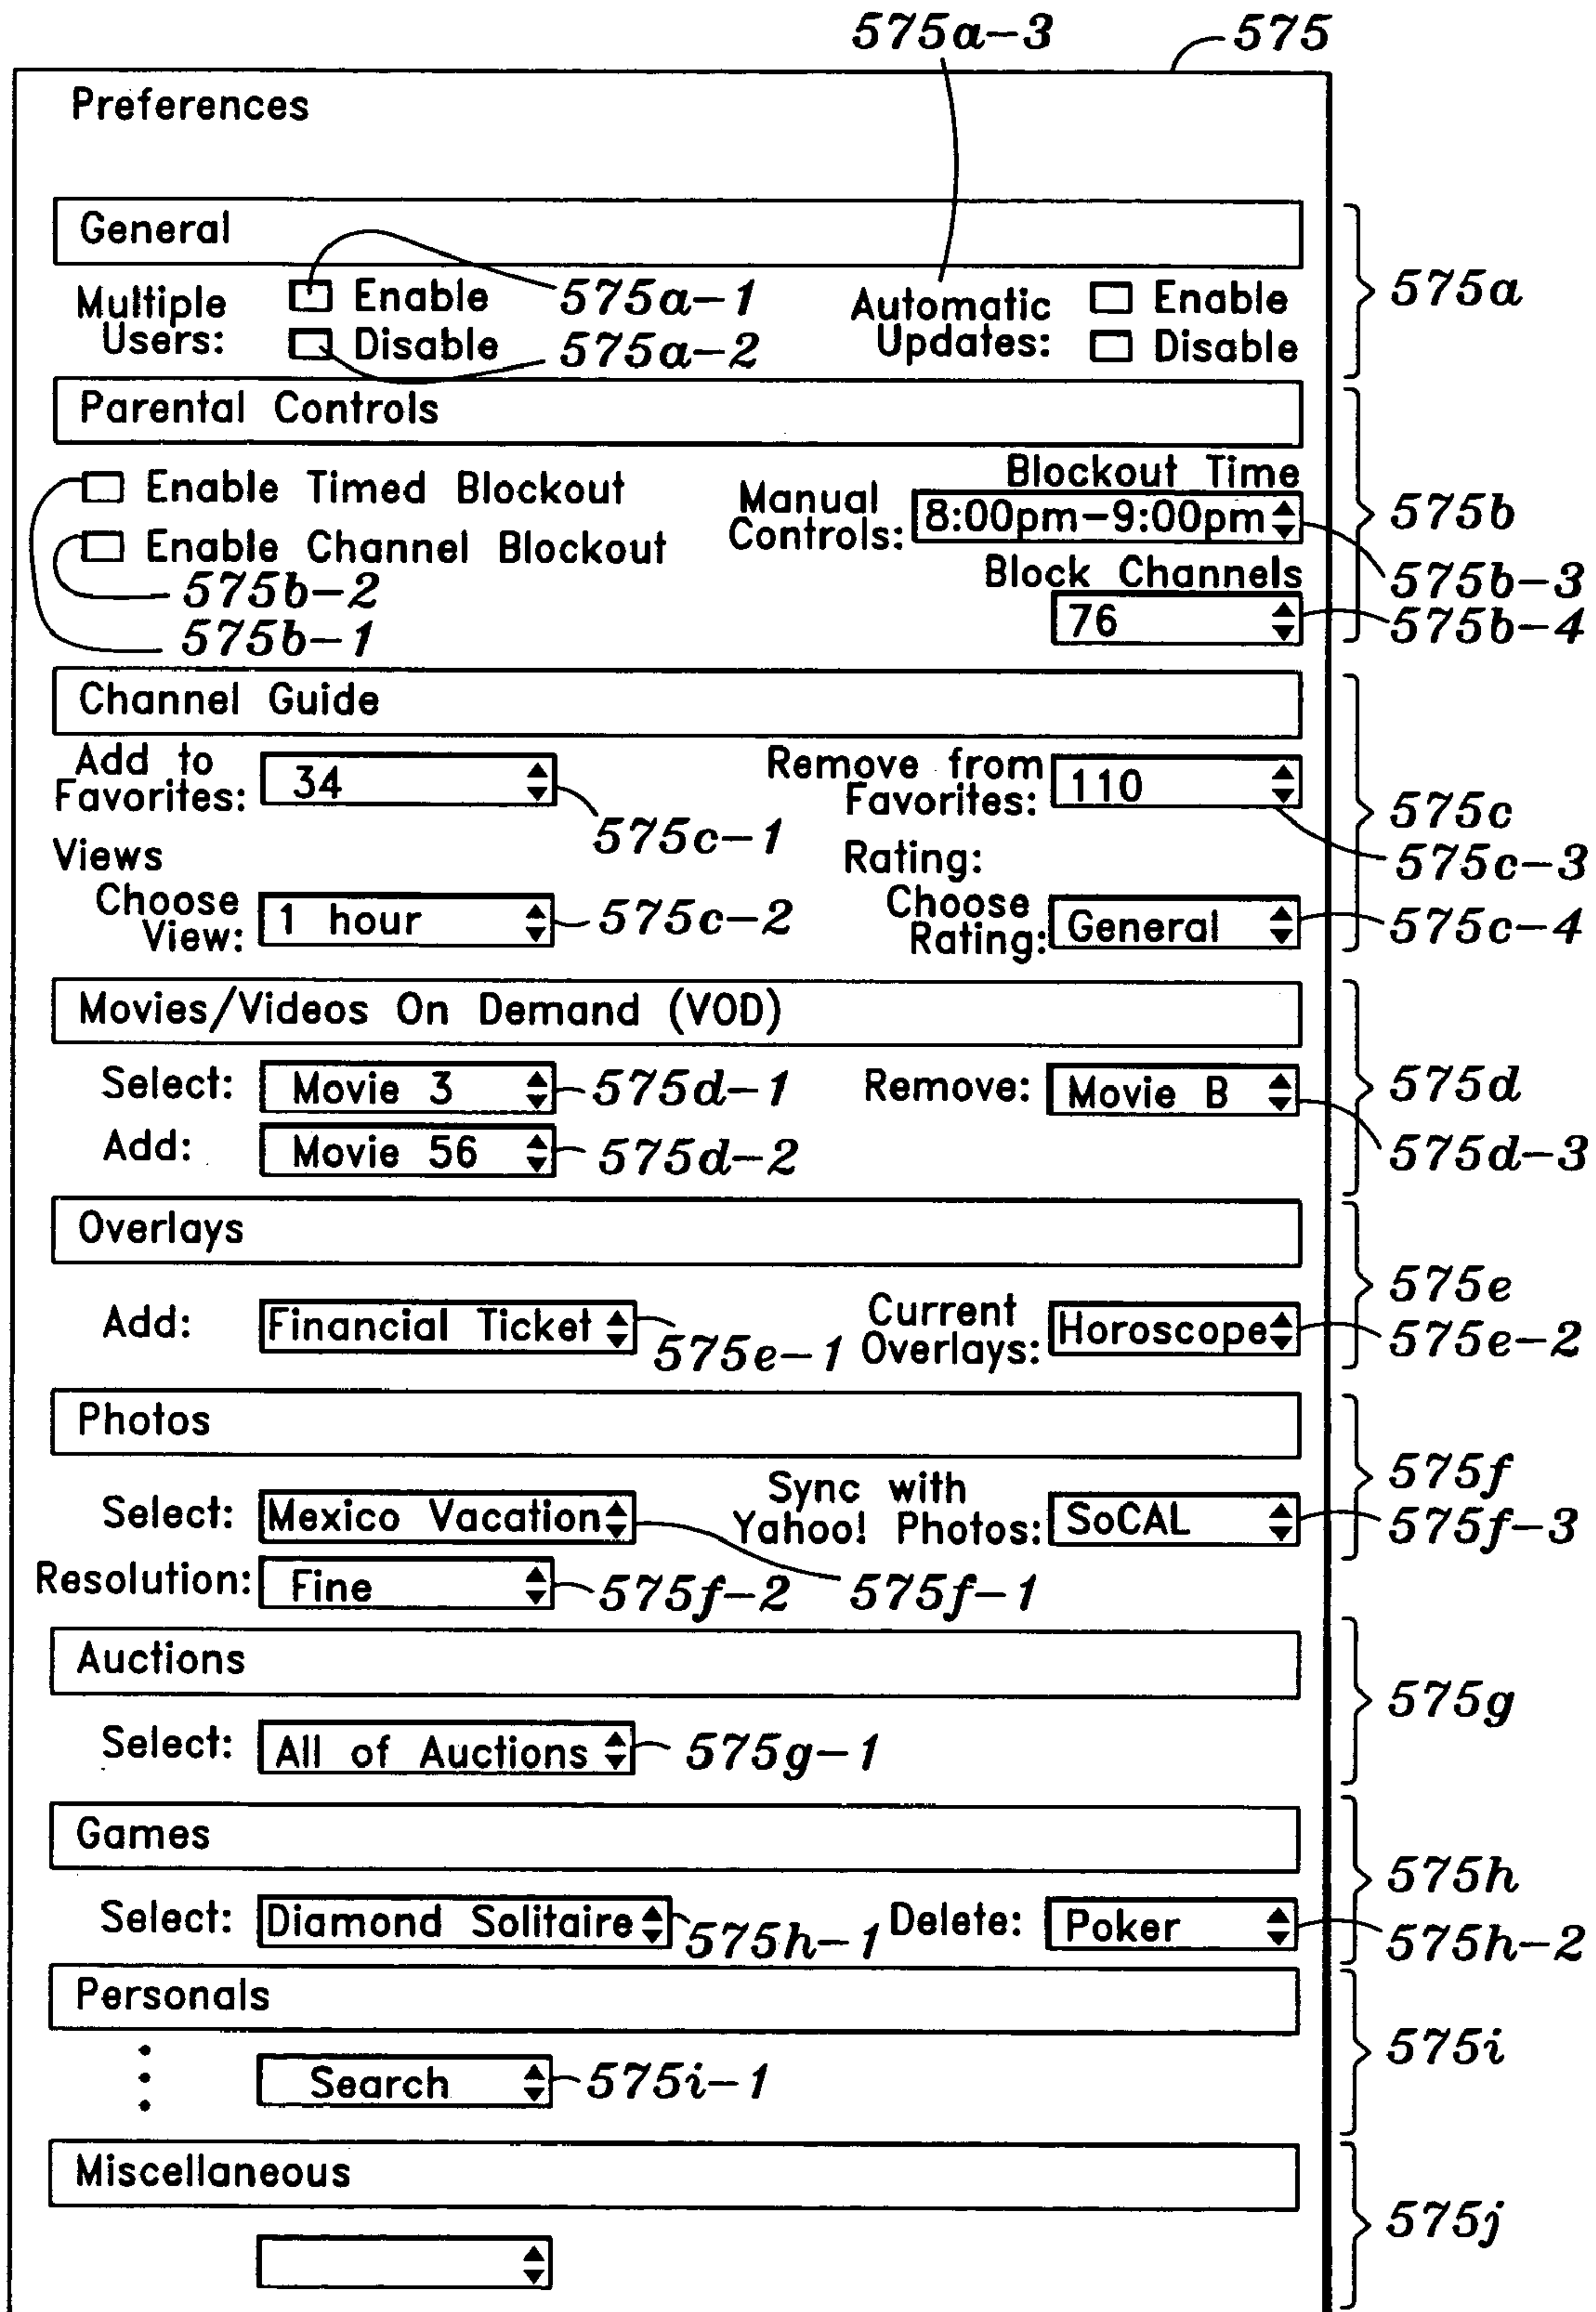 575a-3
575
Preferences
General
575a
Multiple Users:
Enable
575a-1
Disable
575a-2
Automatic Updates:
Enable
Disable
Parental Controls
575b
Enable Timed Blockout
Enable Channel Blockout
575b-2
575b-1
Manual Controls:
Blockout Time
8:00pm-9:00pm
575b-3
Block Channels
76
575b-4
Channel Guide
575c
Add to Favorites:
34
575c-1
Remove from Favorites:
110
575c-3
Views
Choose View:
1 hour
575c-2
Rating:
Choose Rating:
General
575c-4
Movies/Videos On Demand (VOD)
575d
Select:
Movie 3
575d-1
Remove:
Movie B
575d-3
Add:
Movie 56
575d-2
Overlays
575e
Add:
Financial Ticket
575e-1
Current Overlays:
Horoscope
575e-2
Photos
575f
Select:
Mexico Vacation
575f-1
Sync with Yahoo! Photos:
SoCAL
575f-3
Resolution:
Fine
575f-2
Auctions
575g
Select:
All of Auctions
575g-1
Games
575h
Select:
Diamond Solitaire
575h-1
Delete:
Poker
575h-2
Personals
575i
Search
575i-1
Miscellaneous
575j